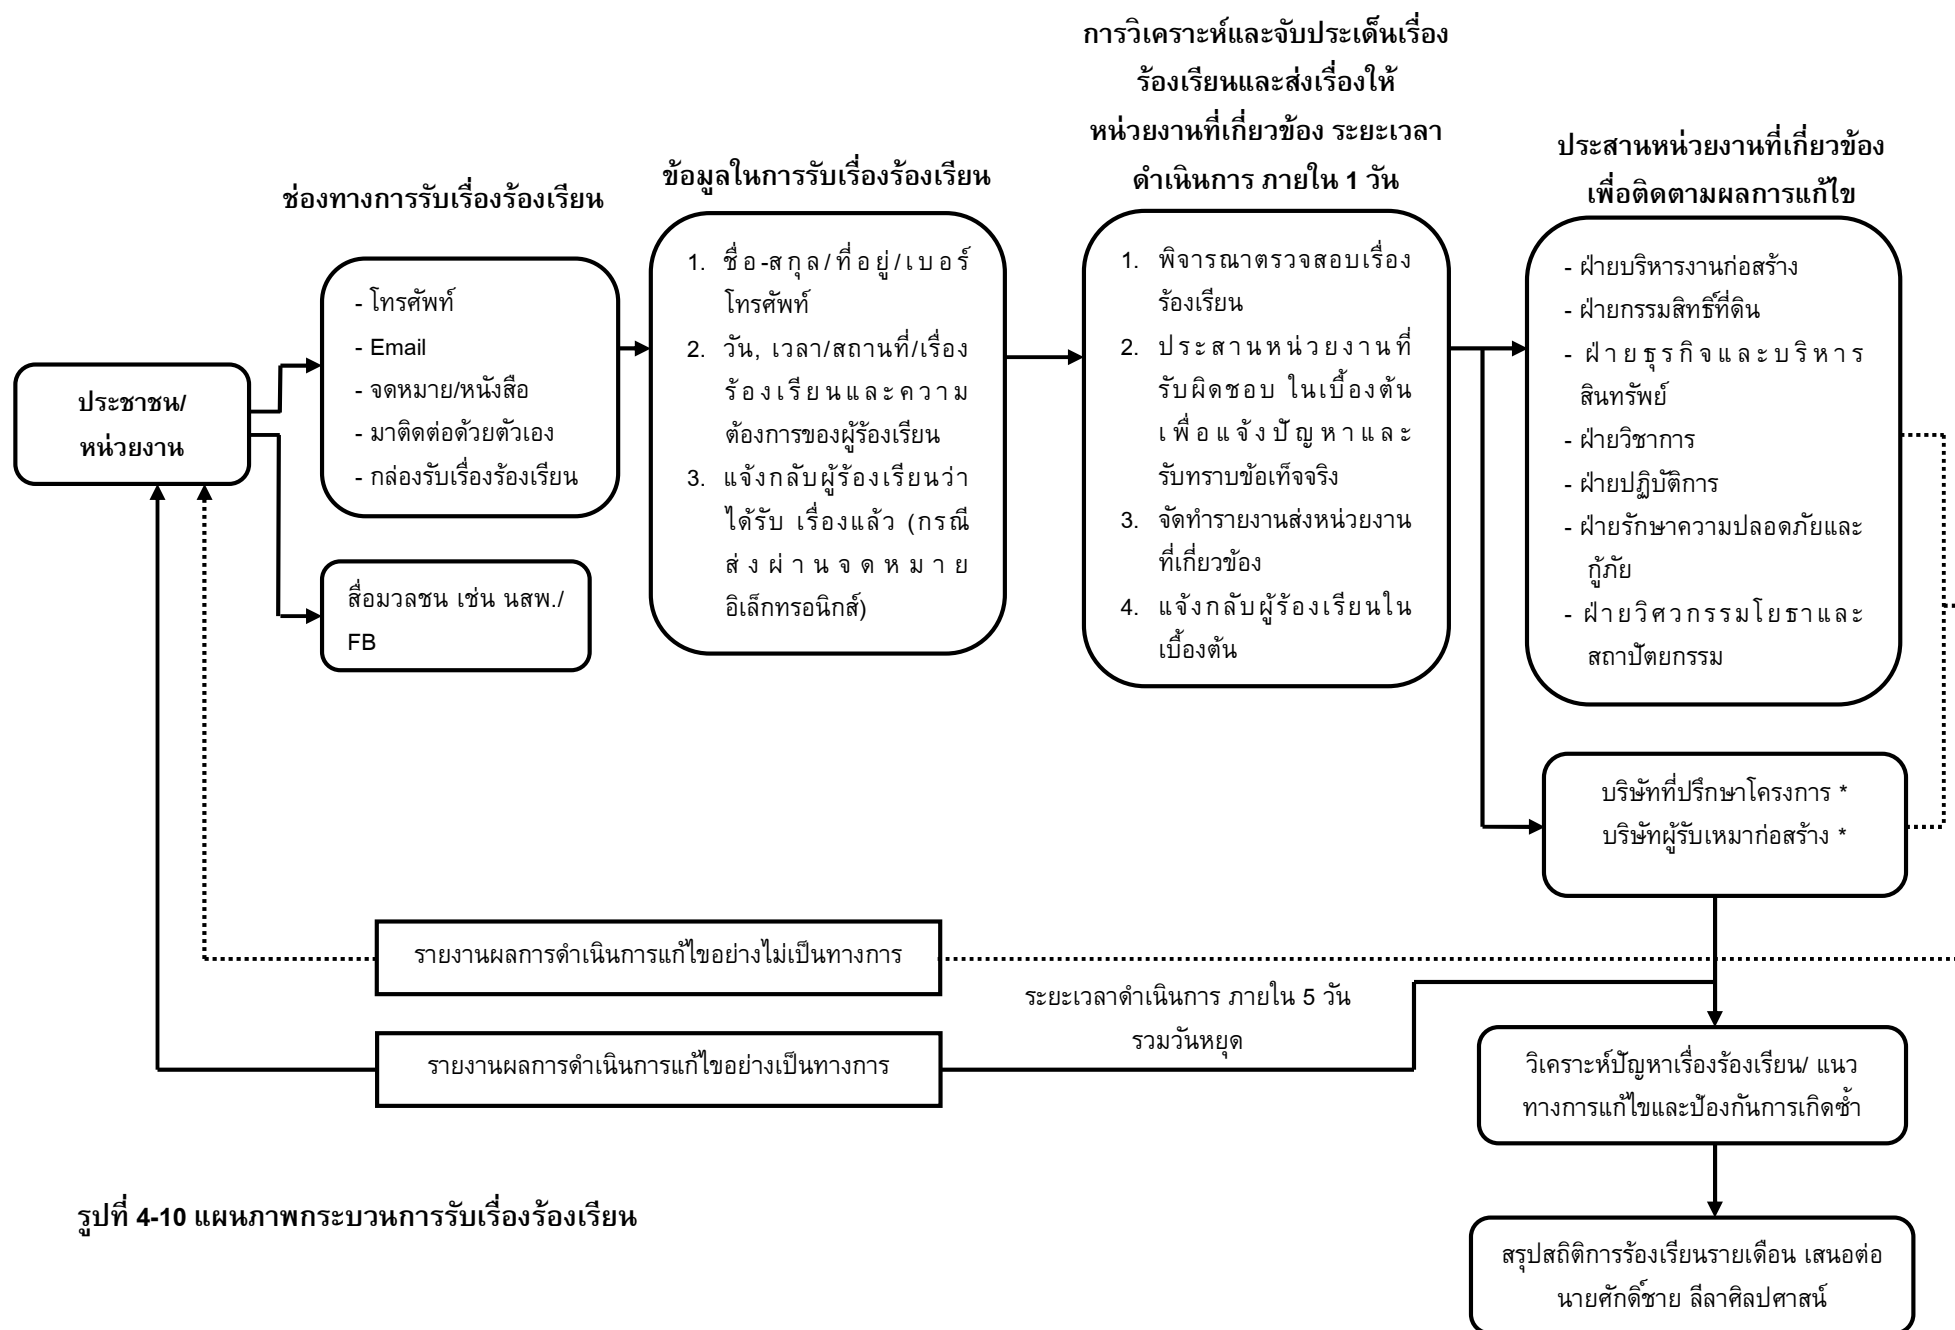 การวิเคราะห์และจับประเด็นเรื่อง
ร้องเรียนและส่งเรื่องให้
หน่วยงานที่เกี่ยวข้อง ระยะเวลา
ดำเนินการ ภายใน 1 วัน
ประสานหน่วยงานที่เกี่ยวข้อง
เพื่อติดตามผลการแก้ไข
ข้อมูลในการรับเรื่องร้องเรียน
ช่องทางการรับเรื่องร้องเรียน
ประชาชน/
หน่วยงาน
- โทรศัพท์
- Email
- จดหมาย/หนังสือ
- มาติดต่อด้วยตัวเอง
- กล่องรับเรื่องร้องเรียน
สื่อมวลชน เช่น นสพ./
FB
1. ชื่อ-สกุล/ที่อยู่/เบอร์
โทรศัพท์
2. วัน, เวลา/สถานที่/เรื่อง
ร้องเรียนและความ
ต้องการของผู้ร้องเรียน
3. แจ้งกลับผู้ร้องเรียนว่า
ได้รับ เรื่องแล้ว (กรณี
ส่งผ่านจดหมาย
อิเล็กทรอนิกส์)
1. พิจารณาตรวจสอบเรื่อง
ร้องเรียน
2. ประสานหน่วยงานที่
รับผิดชอบ ในเบื้องต้น
เพื่อแจ้งปัญหาและ
รับทราบข้อเท็จจริง
3. จัดทำรายงานส่งหน่วยงาน
ที่เกี่ยวข้อง
4. แจ้งกลับผู้ร้องเรียนใน
เบื้องต้น
- ฝ่ายบริหารงานก่อสร้าง
- ฝ่ายกรรมสิทธิ์ที่ดิน
- ฝ่ายธุรกิจและบริหาร
สินทรัพย์
- ฝ่ายวิชาการ
- ฝ่ายปฏิบัติการ
- ฝ่ายรักษาความปลอดภัยและ
กู้ภัย
- ฝ่ายวิศวกรรมโยธาและ
สถาปัตยกรรม
บริษัทที่ปรึกษาโครงการ *
บริษัทผู้รับเหมาก่อสร้าง *
รายงานผลการดำเนินการแก้ไขอย่างไม่เป็นทางการ
ระยะเวลาดำเนินการ ภายใน 5 วัน
รวมวันหยุด
รายงานผลการดำเนินการแก้ไขอย่างเป็นทางการ
วิเคราะห์ปัญหาเรื่องร้องเรียน/ แนว
ทางการแก้ไขและป้องกันการเกิดซ้ำ
สรุปสถิติการร้องเรียนรายเดือน เสนอต่อ
นายศักดิ์ชาย ลีลาศิลปศาสน์
รูปที่ 4-10 แผนภาพกระบวนการรับเรื่องร้องเรียน